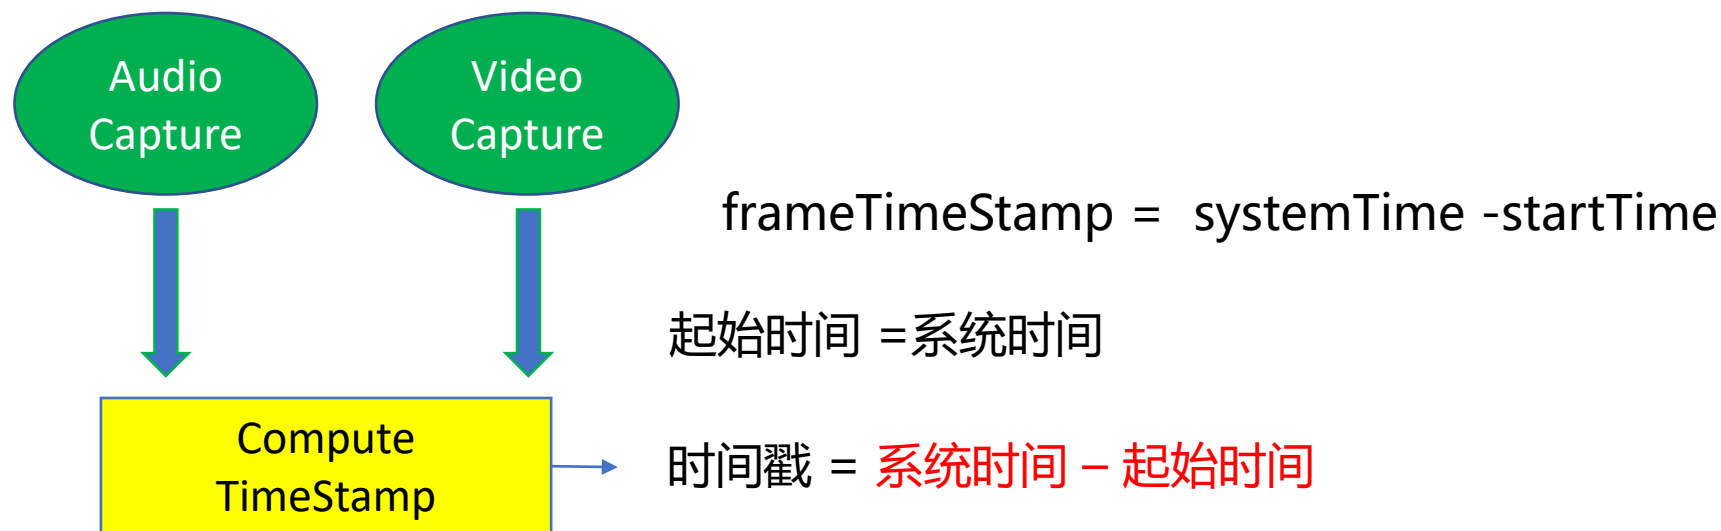 Audio
Capture
Video
Capture
frameTimeStamp = systemTime -startTime
起始时间 =系统时间
Compute
TimeStamp
时间戳 = 系统时间 – 起始时间